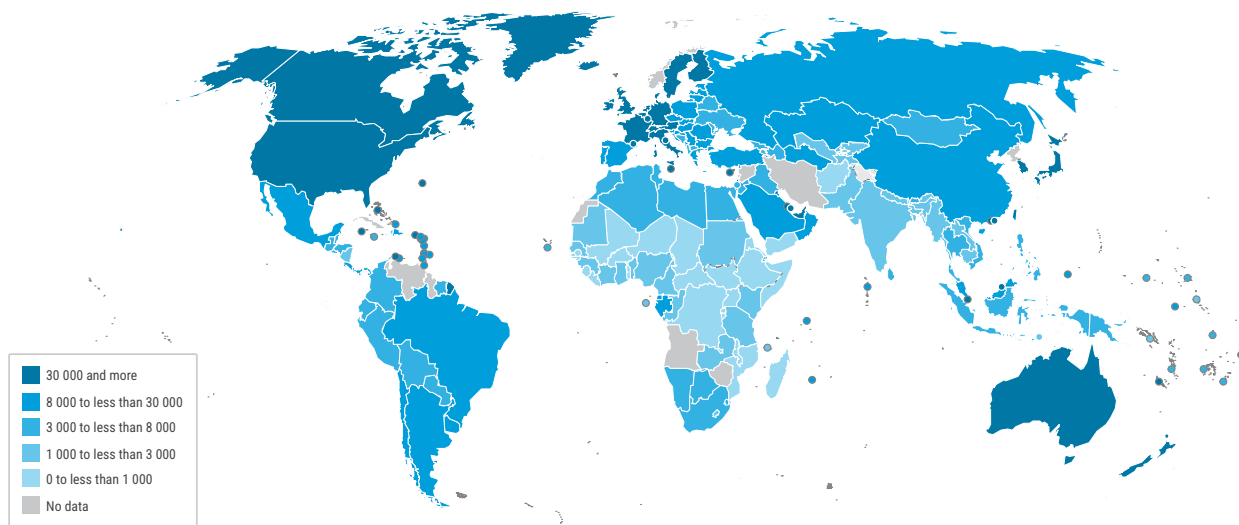 30 000 and more
8 000 to less than 30 000
3 000 to less than 8 000
1 000 to less than 3 000
0 to less than 1 000
No data